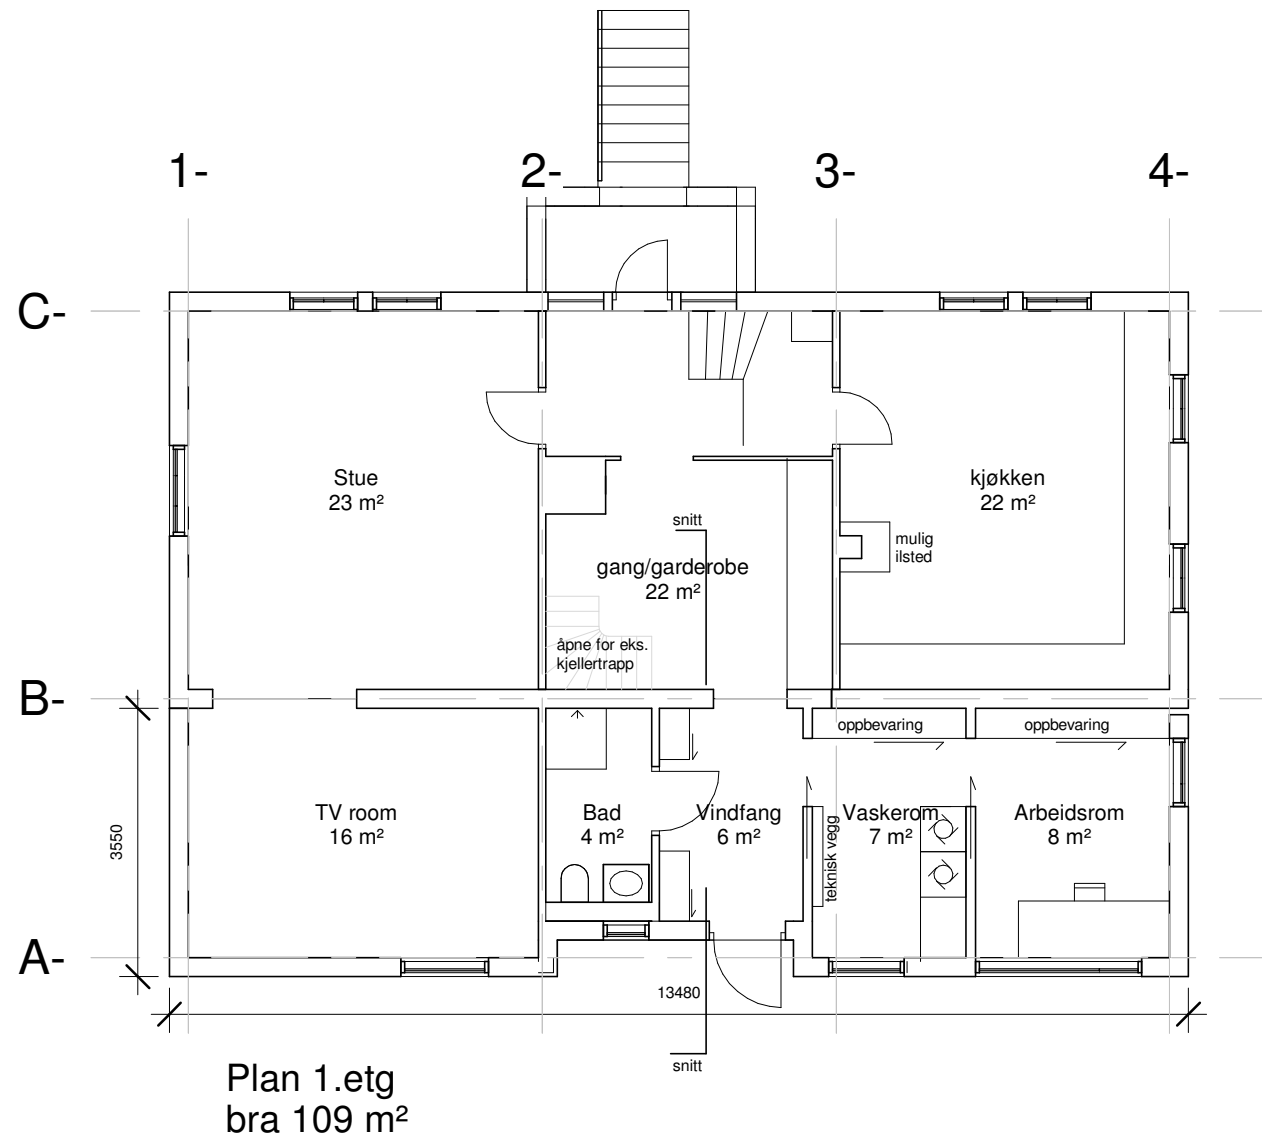 1-
2-
3-
4-
C-
Stue
23 m²
kjøkken
22 m²
snitt
mulig
ilsted
gang/garderobe
22 m²
åpne for eks.
kjellertrapp
B-
oppbevaring
oppbevaring
TV room
16 m²
Bad
4 m²
Vindfang
6 m²
Vaskerom
7 m²
Arbeidsrom
8 m²
3550
teknisk vegg
A-
13480
snitt
Plan 1.etg
bra 109 m²